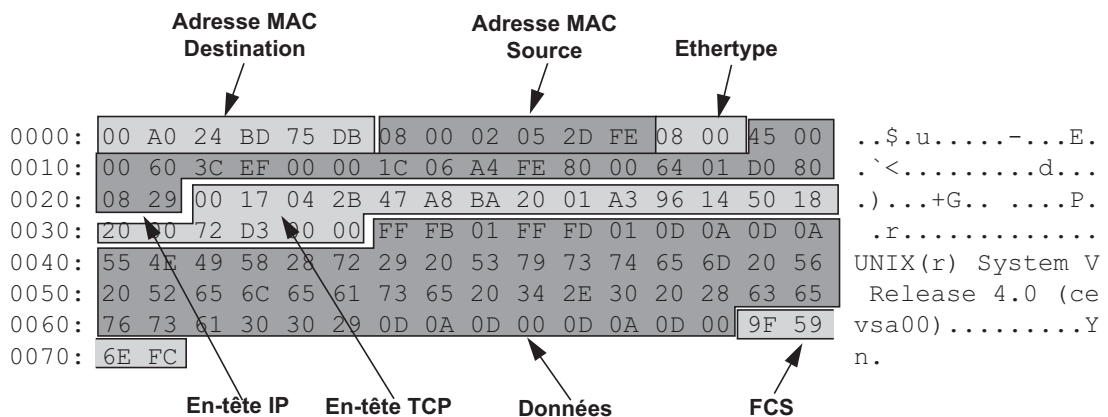 Adresse MAC
Destination
Adresse MAC
Source
Ethertype
0000: 00 A0 24 BD 75 DB 08 00 02 05 2D FE 08 00 45 00 ..$.u.....-...E.
0010: 00 60 3C EF 00 00 1C 06 A4 FE 80 00 64 01 D0 80 .`<.........d...
0020: 08 29 00 17 04 2B 47 A8 BA 20 01 A3 96 14 50 18 .)...+G.. ....P.
0030: 20 00 72 D3 00 00 FF FB 01 FF FD 01 0D 0A 0D 0A .r.............
0040: 55 4E 49 58 28 72 29 20 53 79 73 74 65 6D 20 56 UNIX(r) System V
0050: 20 52 65 6C 65 61 73 65 20 34 2E 30 20 28 63 65 Release 4.0 (ce
0060: 76 73 61 30 30 29 0D 0A 0D 00 0D 0A 0D 00 9F 59 vsa00).........Y
0070: 6E FC n.
En-tête IP
En-tête TCP
Données
FCS